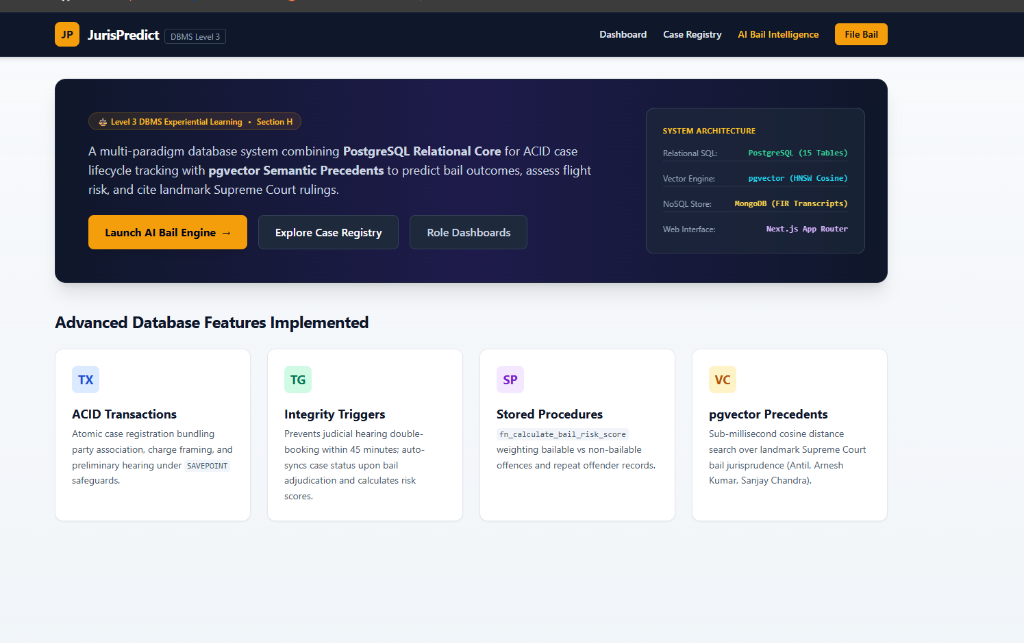 JP JurisPredict DBMS Level 3
Dashboard Case Registry AI Bail Intelligence File Bail
Level 3 DBMS Experiential Learning • Section H
A multi-paradigm database system combining PostgreSQL Relational Core for ACID case
lifecycle tracking with pgvector Semantic Precedents to predict bail outcomes, assess flight
risk, and cite landmark Supreme Court rulings.
Launch AI Bail Engine →
Explore Case Registry
Role Dashboards
SYSTEM ARCHITECTURE
Relational SQL: PostgreSQL (15 Tables)
Vector Engine: pgvector (HNSW Cosine)
NoSQL Store: MongoDB (FIR Transcripts)
Web Interface: Next.js App Router
Advanced Database Features Implemented
TX
ACID Transactions
Atomic case registration bundling
party association, charge framing, and
preliminary hearing under SAVEPOINT
safeguards.
TG
Integrity Triggers
Prevents judicial hearing double-
booking within 45 minutes; auto-
syncs case status upon bail
adjudication and calculates risk
scores.
SP
Stored Procedures
fn_calculate_bail_risk_score
weighting bailable vs non-bailable
offences and repeat offender records.
VC
pgvector Precedents
Sub-millisecond cosine distance
search over landmark Supreme Court
bail jurisprudence (Antil, Arnesh
Kumar, Sanjay Chandra).